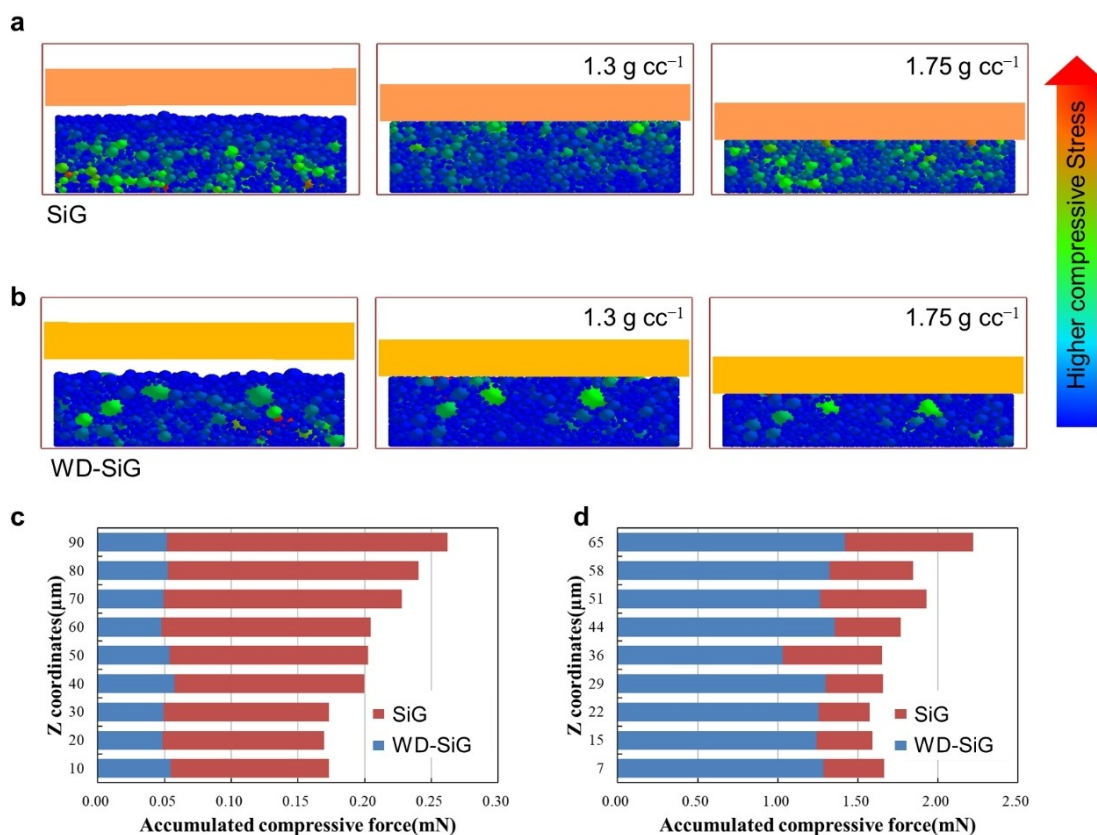 a
1.3 g cc⁻¹
1.75 g cc⁻¹
SiG
Higher compressive Stress
b
1.3 g cc⁻¹
1.75 g cc⁻¹
WD-SiG
c
Z coordinates(μm)
90
80
70
60
50
40
30
20
10
SiG
WD-SiG
0.00 0.05 0.10 0.15 0.20 0.25 0.30
Accumulated compressive force(mN)
d
Z coordinates(μm)
65
58
51
44
36
29
22
15
7
SiG
WD-SiG
0.00 0.50 1.00 1.50 2.00 2.50
Accumulated compressive force(mN)